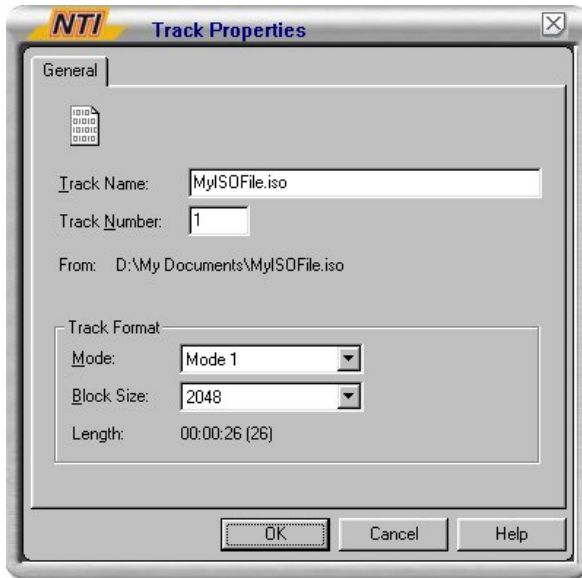 NTI Track Properties
General
Track Name: MyISOFile.iso
Track Number: 1
From: D:\My Documents\MyISOFile.iso
Track Format
Mode: Mode 1
Block Size: 2048
Length: 00:00:26 (26)
OK Cancel Help